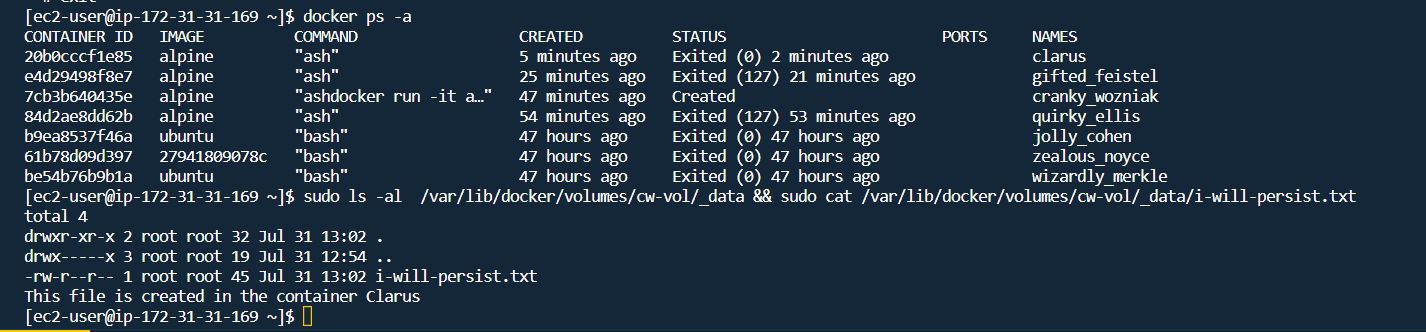 # exit
[ec2-user@ip-172-31-31-169 ~]$ docker ps -a
CONTAINER ID   IMAGE          COMMAND                  CREATED          STATUS                        PORTS     NAMES
20b0cccf1e85   alpine         "ash"                    5 minutes ago    Exited (0) 2 minutes ago                clarus
e4d29498f8e7   alpine         "ash"                    25 minutes ago   Exited (127) 21 minutes ago             gifted_feistel
7cb3b640435e   alpine         "ashdocker run -it a…"   47 minutes ago   Created                                 cranky_wozniak
84d2ae8dd62b   alpine         "ash"                    54 minutes ago   Exited (127) 53 minutes ago             quirky_ellis
b9ea8537f46a   ubuntu         "bash"                   47 hours ago     Exited (0) 47 hours ago                 jolly_cohen
61b78d09d397   27941809078c   "bash"                   47 hours ago     Exited (0) 47 hours ago                 zealous_noyce
be54b76b9b1a   ubuntu         "bash"                   47 hours ago     Exited (0) 47 hours ago                 wizardly_merkle
[ec2-user@ip-172-31-31-169 ~]$ sudo ls -al  /var/lib/docker/volumes/cw-vol/_data && sudo cat /var/lib/docker/volumes/cw-vol/_data/i-will-persist.txt
total 4
drwxr-xr-x 2 root root 32 Jul 31 13:02 .
drwx-----x 3 root root 19 Jul 31 12:54 ..
-rw-r--r-- 1 root root 45 Jul 31 13:02 i-will-persist.txt
This file is created in the container Clarus
[ec2-user@ip-172-31-31-169 ~]$